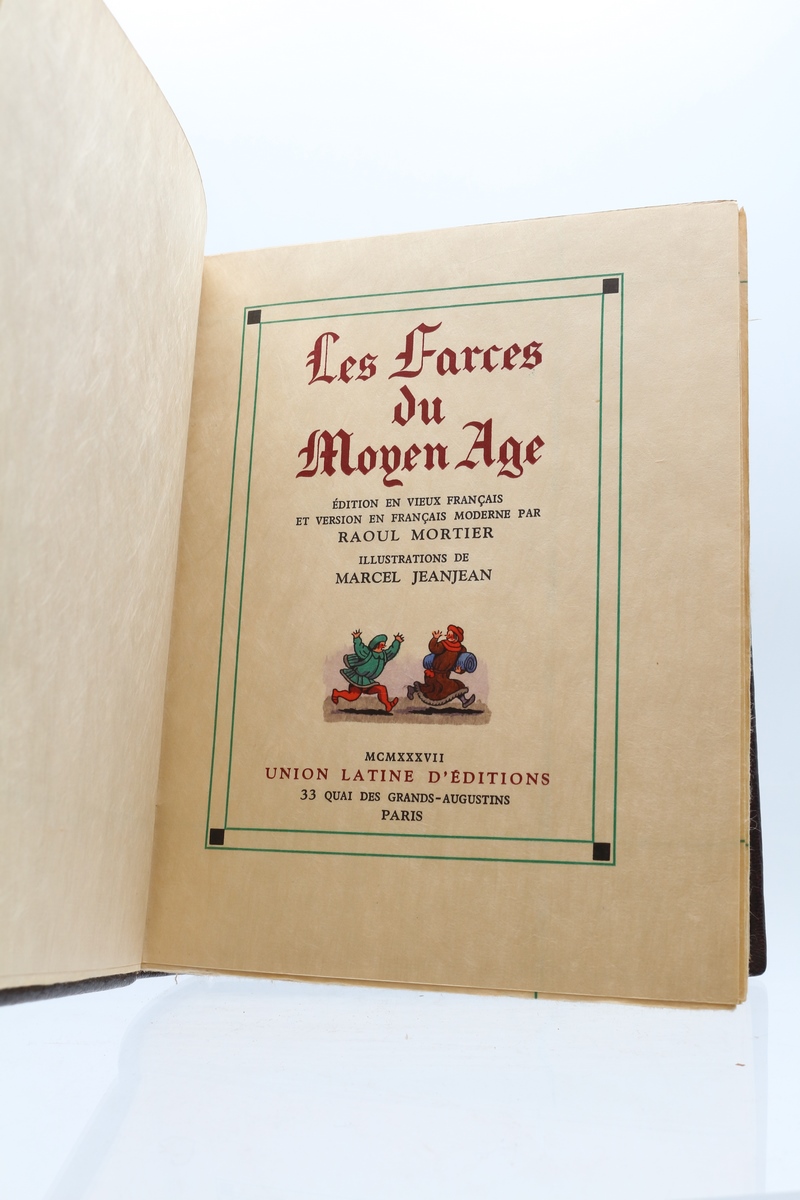 Les Farces
du
Moyen Age
ÉDITION EN VIEUX FRANÇAIS
ET VERSION EN FRANÇAIS MODERNE PAR
RAOUL MORTIER
ILLUSTRATIONS DE
MARCEL JEANJEAN
MCMXXXVII
UNION LATINE D'ÉDITIONS
33 QUAI DES GRANDS-AUGUSTINS
PARIS